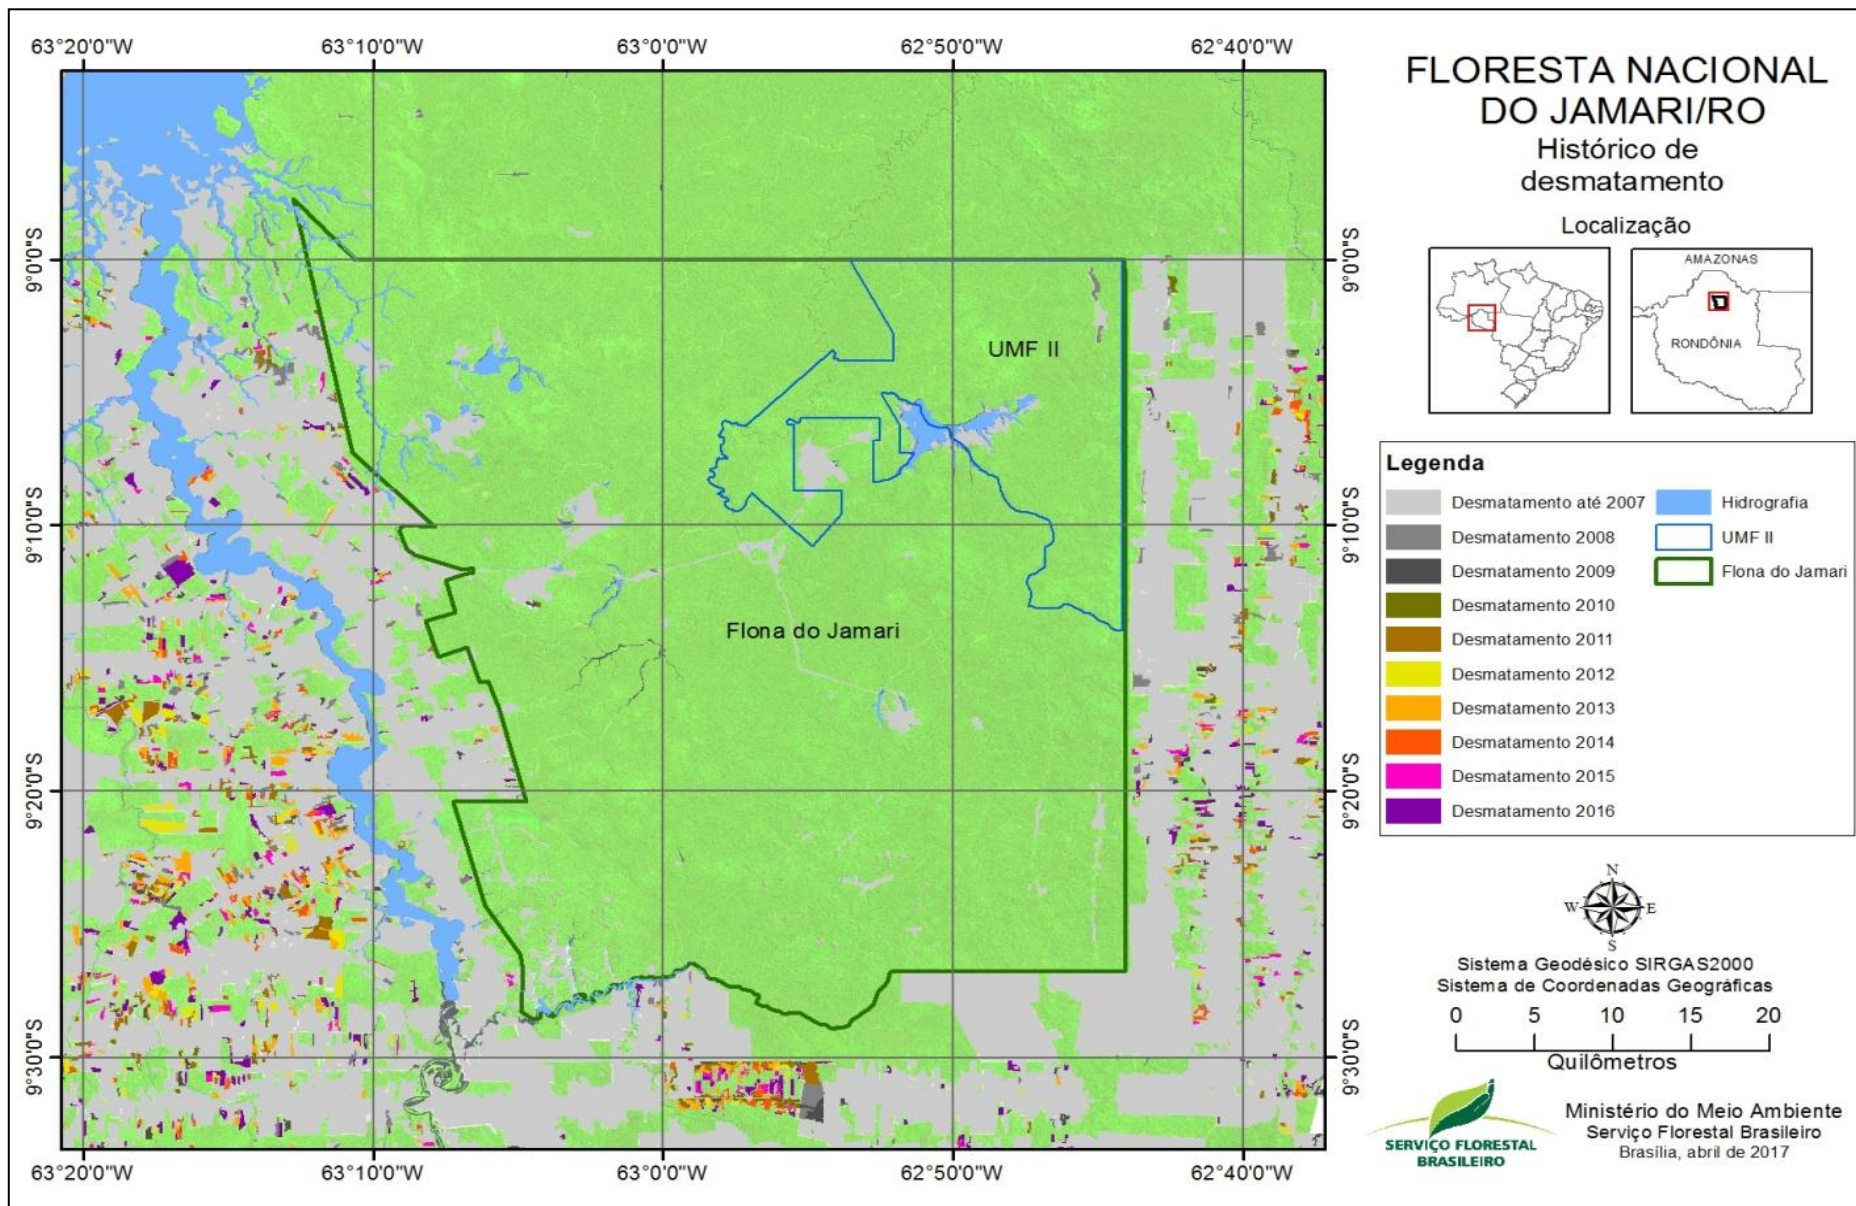 63°20'0"W 63°10'0"W 63°0'0"W 62°50'0"W 62°40'0"W
FLORESTA NACIONAL
DO JAMARI/RO
Histórico de
desmatamento
Localização
AMAZONAS
RONDÔNIA
9°0'0"S 9°0'0"S
UMF II
9°10'0"S 9°10'0"S
Flona do Jamari
9°20'0"S 9°20'0"S
9°30'0"S 9°30'0"S
63°20'0"W 63°10'0"W 63°0'0"W 62°50'0"W 62°40'0"W
Legenda
Desmatamento até 2007
Desmatamento 2008
Desmatamento 2009
Desmatamento 2010
Desmatamento 2011
Desmatamento 2012
Desmatamento 2013
Desmatamento 2014
Desmatamento 2015
Desmatamento 2016
Hidrografia
UMF II
Flona do Jamari
N
W E
S
Sistema Geodésico SIRGAS2000
Sistema de Coordenadas Geográficas
0 5 10 15 20
Quilômetros
SERVIÇO FLORESTAL
BRASILEIRO
Ministério do Meio Ambiente
Serviço Florestal Brasileiro
Brasília, abril de 2017